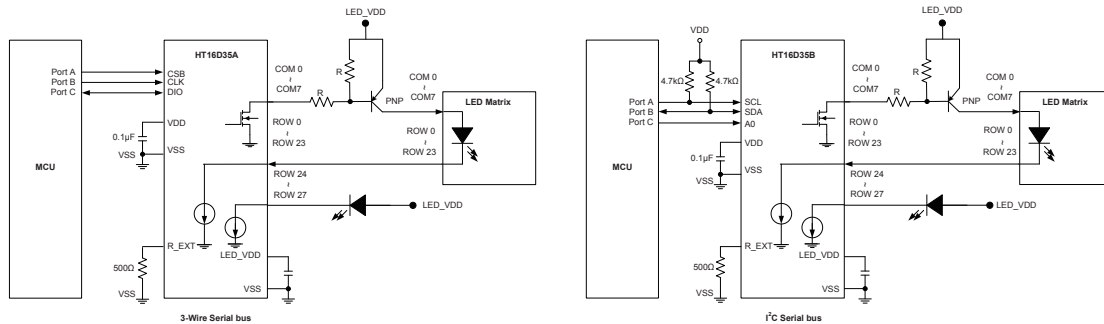 LED_VDD
MCU
HT16D35A
Port A
Port B
Port C
CSB
CLK
DIO
R
R
PNP
COM 0
~
COM7
COM 0
~
COM7
LED Matrix
VDD
0.1µF
VSS
VSS
ROW 0
~
ROW 23
ROW 0
~
ROW 23
ROW 24
~
ROW 27
LED_VDD
R_EXT
500Ω
VSS
LED_VDD
VSS
3-Wire Serial bus
LED_VDD
VDD
MCU
HT16D35B
4.7kΩ
4.7kΩ
Port A
Port B
Port C
SCL
SDA
A0
R
R
PNP
COM 0
~
COM7
COM 0
~
COM7
LED Matrix
VDD
0.1µF
VSS
VSS
ROW 0
~
ROW 23
ROW 0
~
ROW 23
ROW 24
~
ROW 27
LED_VDD
R_EXT
500Ω
VSS
LED_VDD
VSS
I²C Serial bus